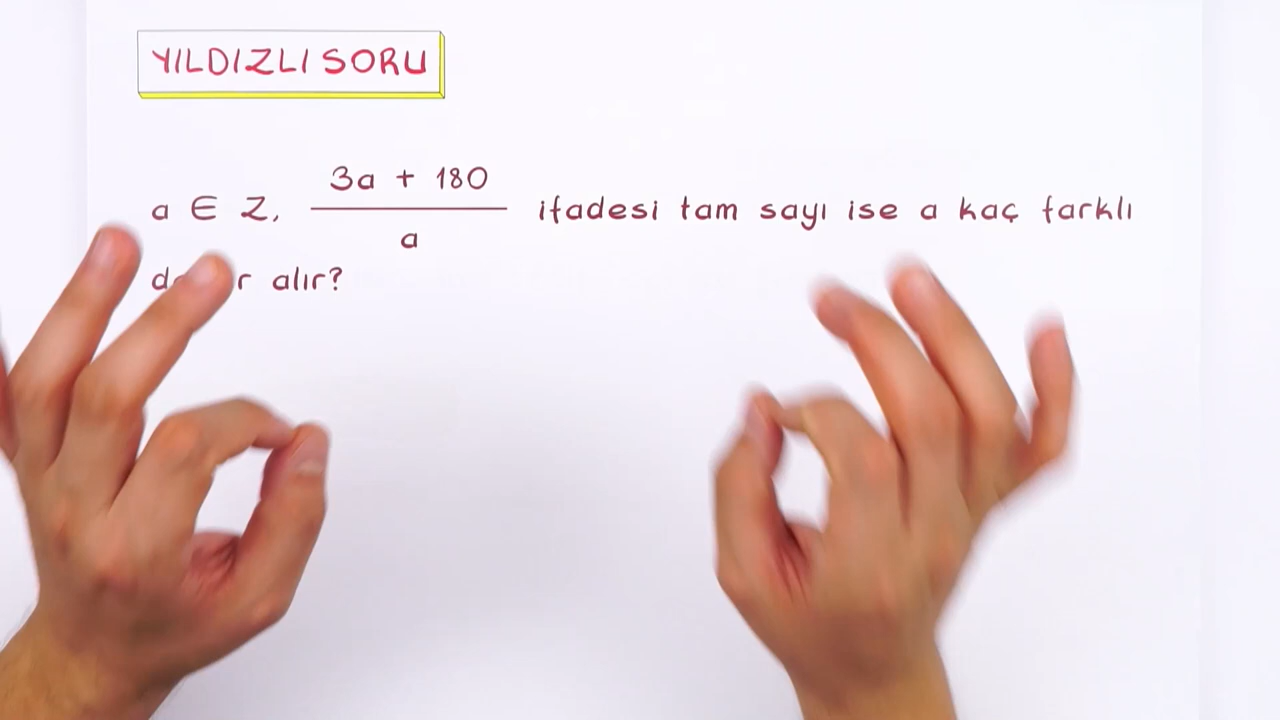 YILDIZLI SORU
a ∈ Z, 3a + 180 / a ifadesi tam sayı ise a kaç farklı
alır?